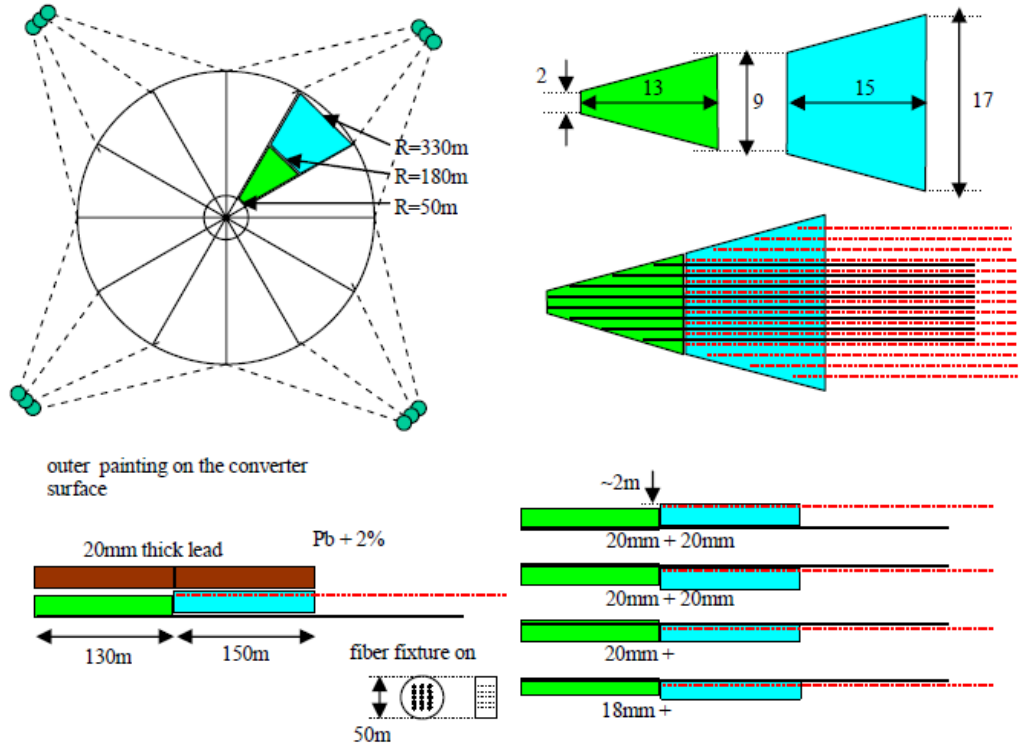 R=330m
R=180m
R=50m
2
13
9
15
17
outer painting on the converter
surface
20mm thick lead
Pb + 2%
130m
150m
fiber fixture on
50m
~2m
20mm + 20mm
20mm + 20mm
20mm +
18mm +